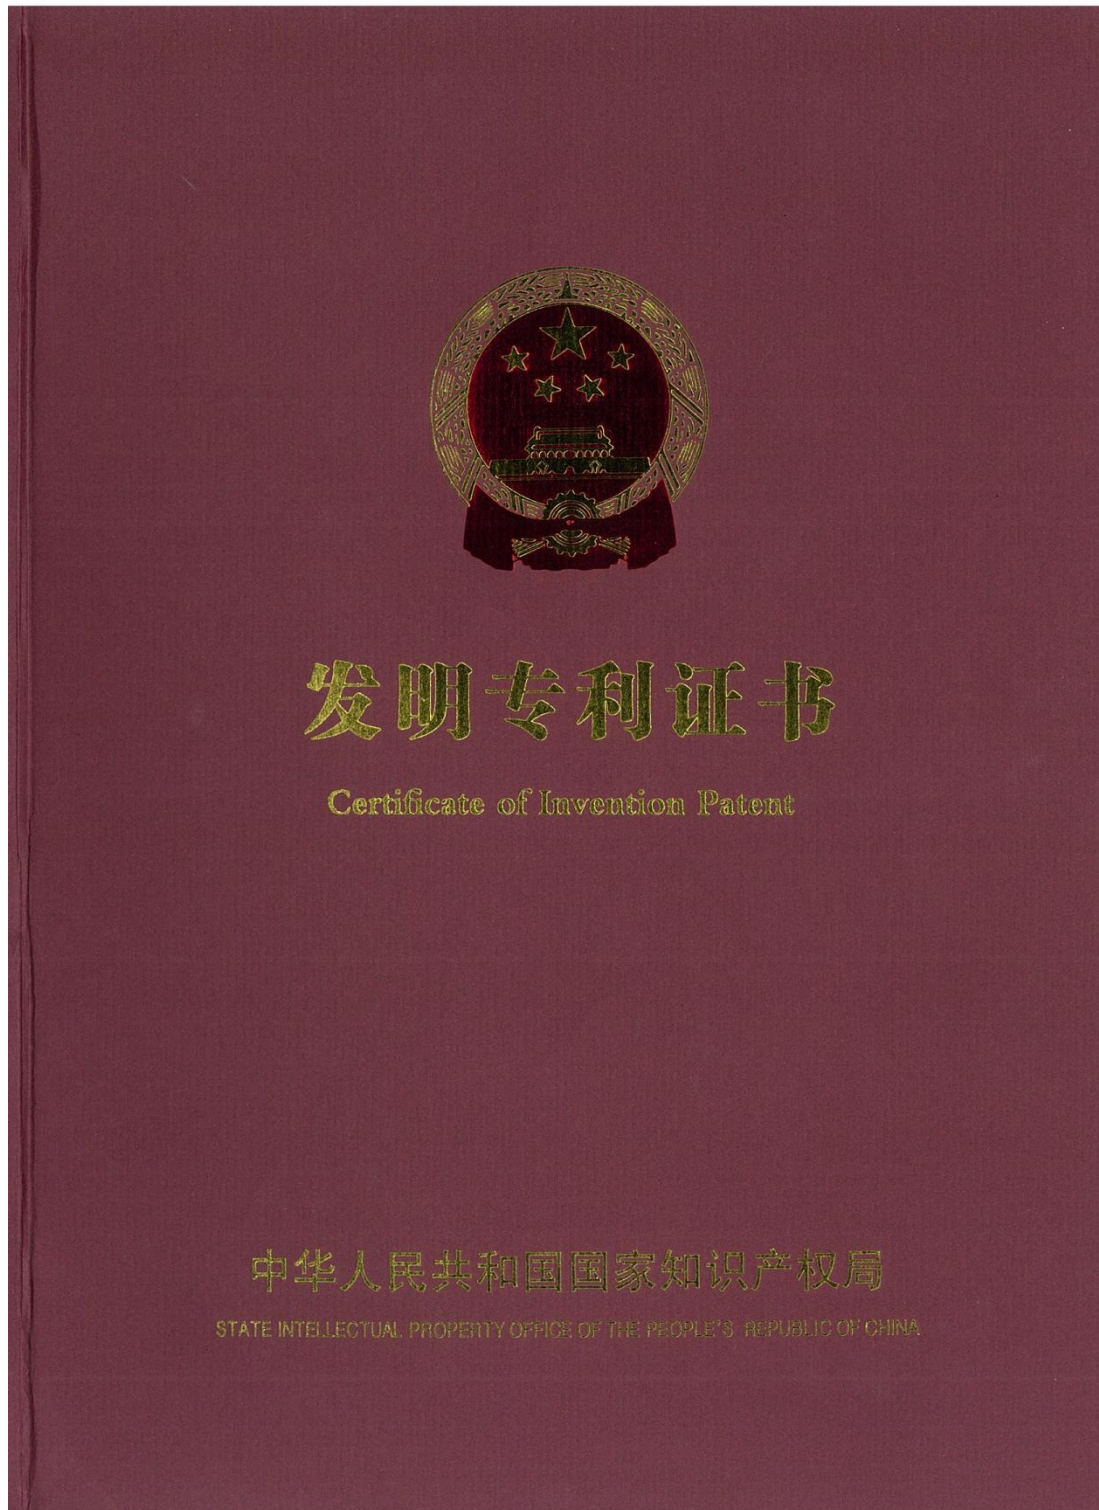 发明专利证书
Certificate of Invention Patent
中华人民共和国国家知识产权局
STATE INTELLECTUAL PROPERTY OFFICE OF THE PEOPLE'S REPUBLIC OF CHINA